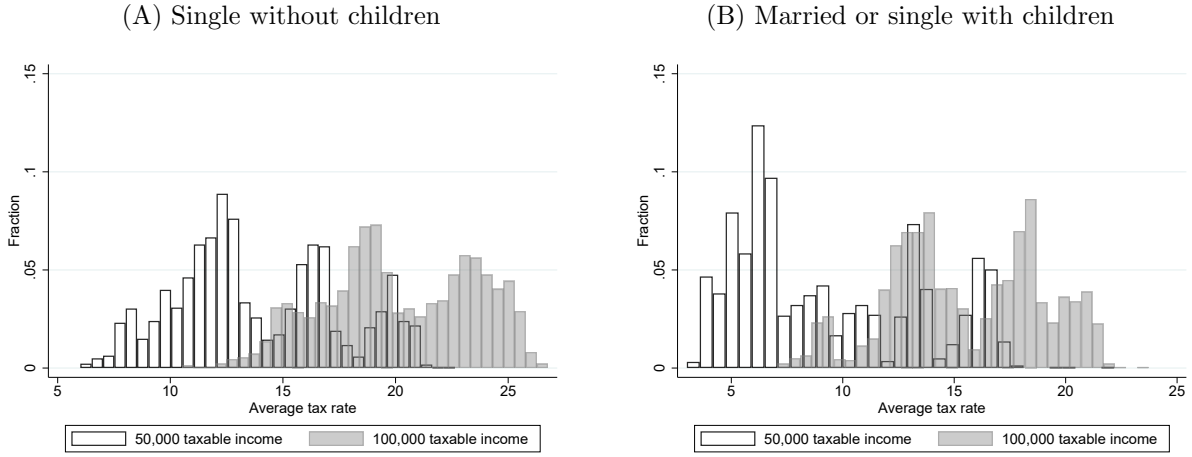 (A) Single without children
.15
.1
.05
0
Fraction
5 10 15 20 25
Average tax rate
50,000 taxable income 100,000 taxable income
(B) Married or single with children
.15
.1
.05
0
Fraction
5 10 15 20 25
Average tax rate
50,000 taxable income 100,000 taxable income